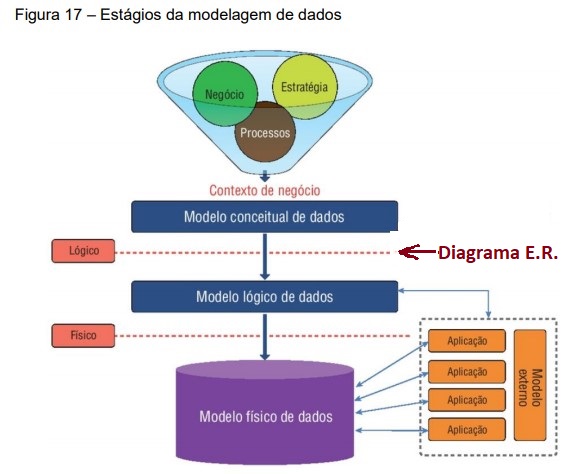 Figura 17 – Estágios da modelagem de dados
Negócio
Estratégia
Processos
Contexto de negócio
Modelo conceitual de dados
Lógico
Diagrama E.R.
Modelo lógico de dados
Físico
Aplicação
Aplicação
Aplicação
Aplicação
Modelo
externo
Modelo físico de dados